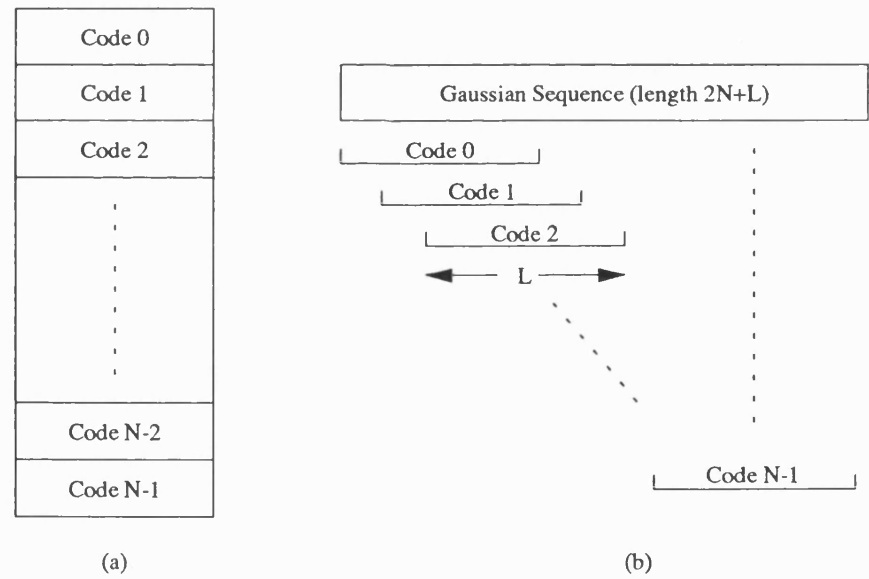 Code 0
Code 1
Code 2
Code N-2
Code N-1
(a)
Gaussian Sequence (length 2N+L)
Code 0
Code 1
Code 2
L
Code N-1
(b)